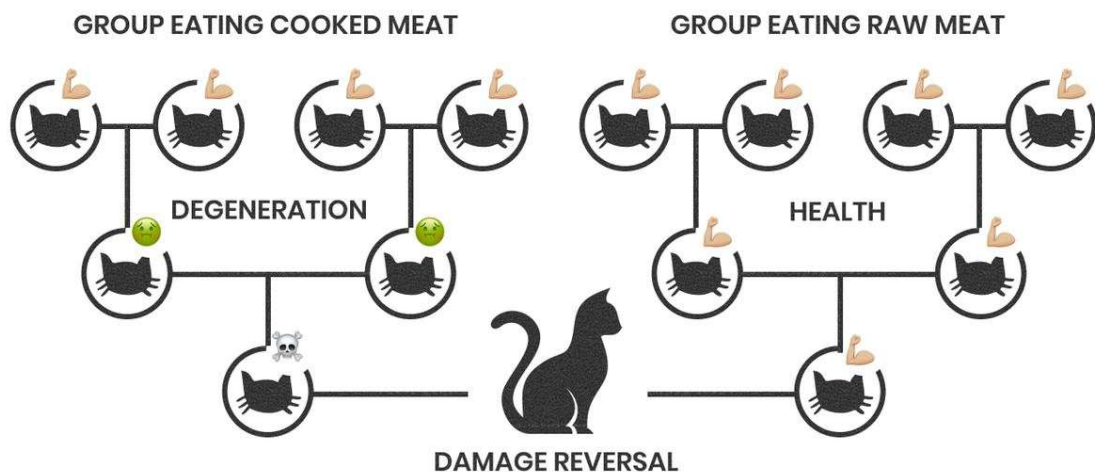 GROUP EATING COOKED MEAT
GROUP EATING RAW MEAT
DEGENERATION
HEALTH
DAMAGE REVERSAL